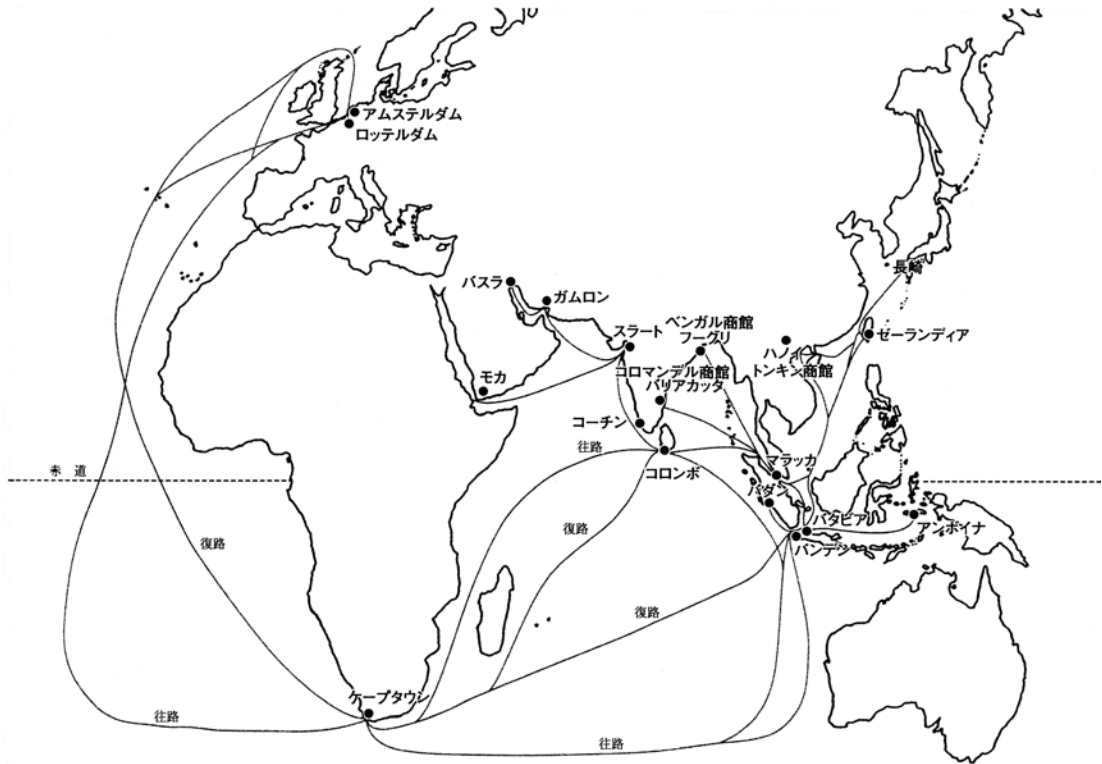 アムステルダム
ロッテルダム
長崎
バスラ
ガムロン
スラート
ベンガル商館
フーグリ
ゼーランディア
ハノイ
トンキン商館
モカ
コロマンデル商館
パリアカッタ
コーチン
往路
コロンボ
マラッカ
赤道
パダン
バタビア
アンボイナ
バンテン
復路
復路
復路
ケープタウン
往路
往路